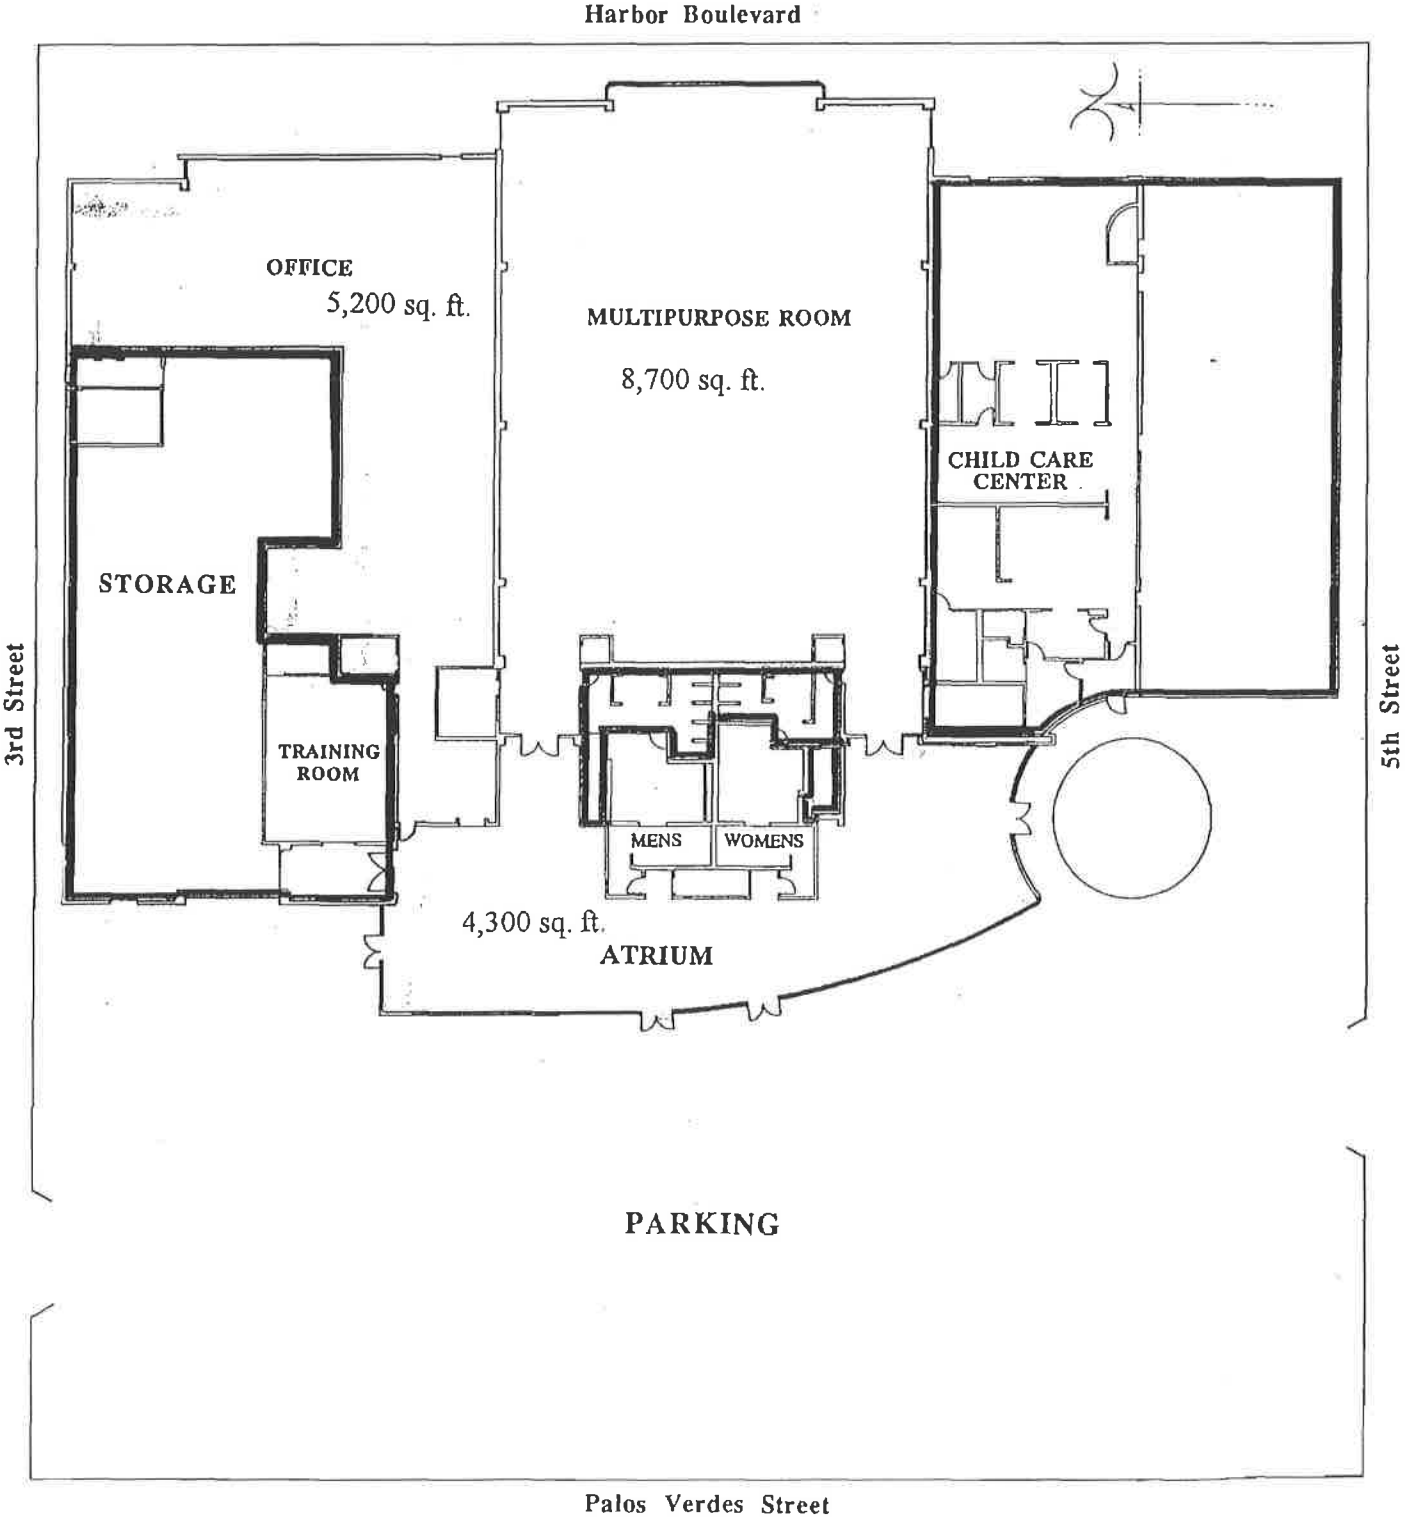 Harbor Boulevard
OFFICE
5,200 sq. ft.
MULTIPURPOSE ROOM
8,700 sq. ft.
CHILD CARE
CENTER
STORAGE
3rd Street
5th Street
TRAINING
ROOM
MENS
WOMENS
4,300 sq. ft.
ATRIUM
PARKING
Palos Verdes Street